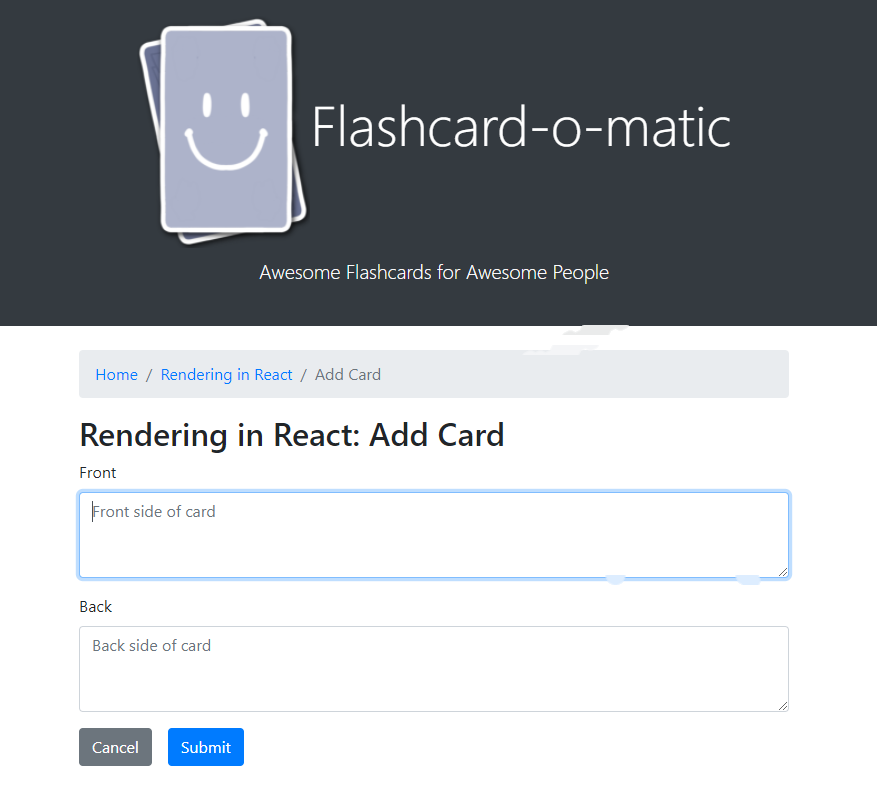 Flashcard-o-matic
Awesome Flashcards for Awesome People
Home / Rendering in React / Add Card
Rendering in React: Add Card
Front
Front side of card
Back
Back side of card
Cancel Submit